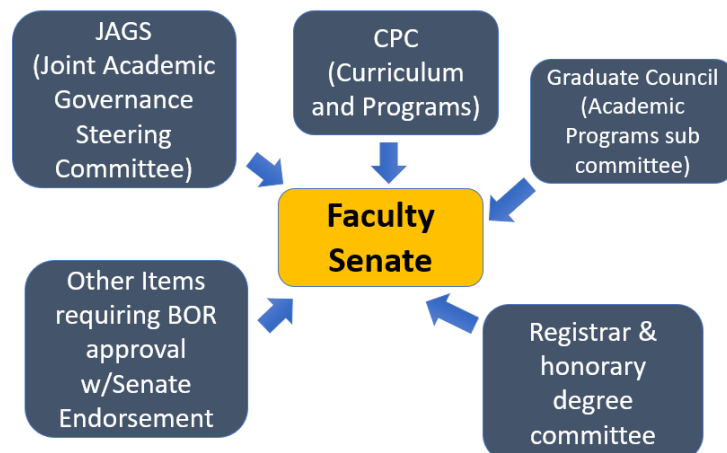 JAGS
(Joint Academic
Governance
Steering
Committee)
CPC
(Curriculum
and Programs)
Graduate Council
(Academic
Programs sub
committee)
Faculty
Senate
Other Items
requiring BOR
approval
w/Senate
Endorsement
Registrar &
honorary
degree
committee